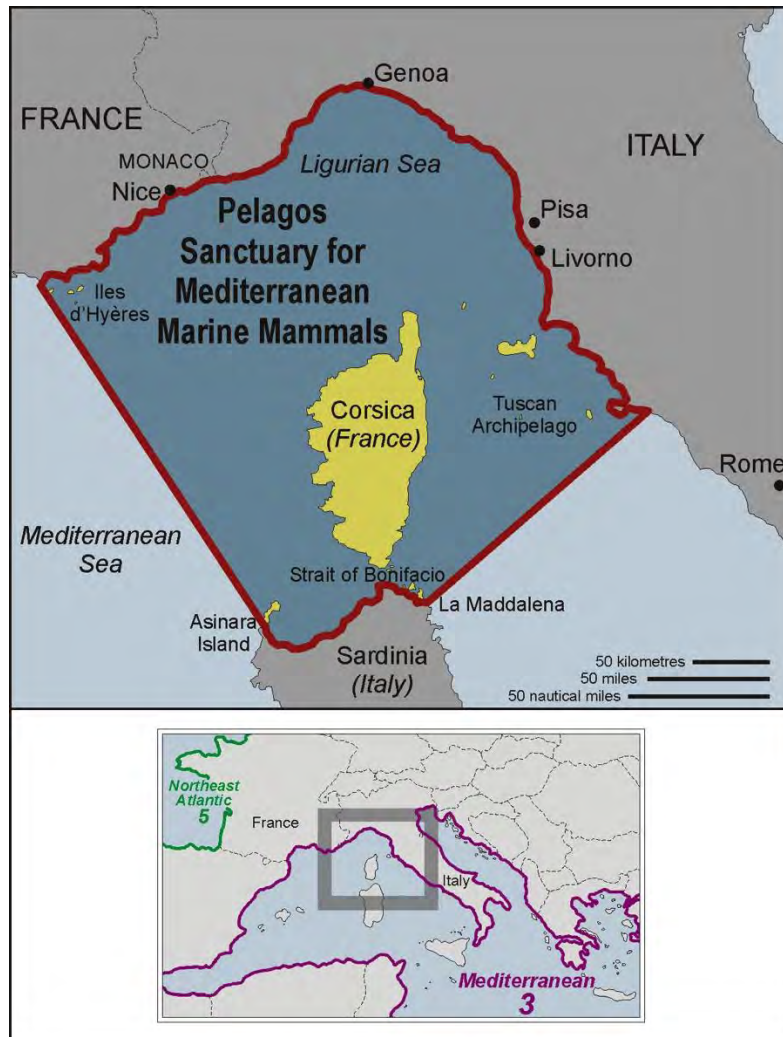 Genoa
FRANCE
ITALY
MONACO
Ligurian Sea
Nice
Pelagos
Sanctuary for
Mediterranean
Marine Mammals
Pisa
Livorno
Iles
d'Hyères
Corsica
(France)
Tuscan
Archipelago
Rome
Mediterranean
Sea
Strait of Bonifacio
La Maddalena
Asinara
Island
Sardinia
(Italy)
50 kilometres
50 miles
50 nautical miles
Northeast
Atlantic
5
France
Italy
Mediterranean
3